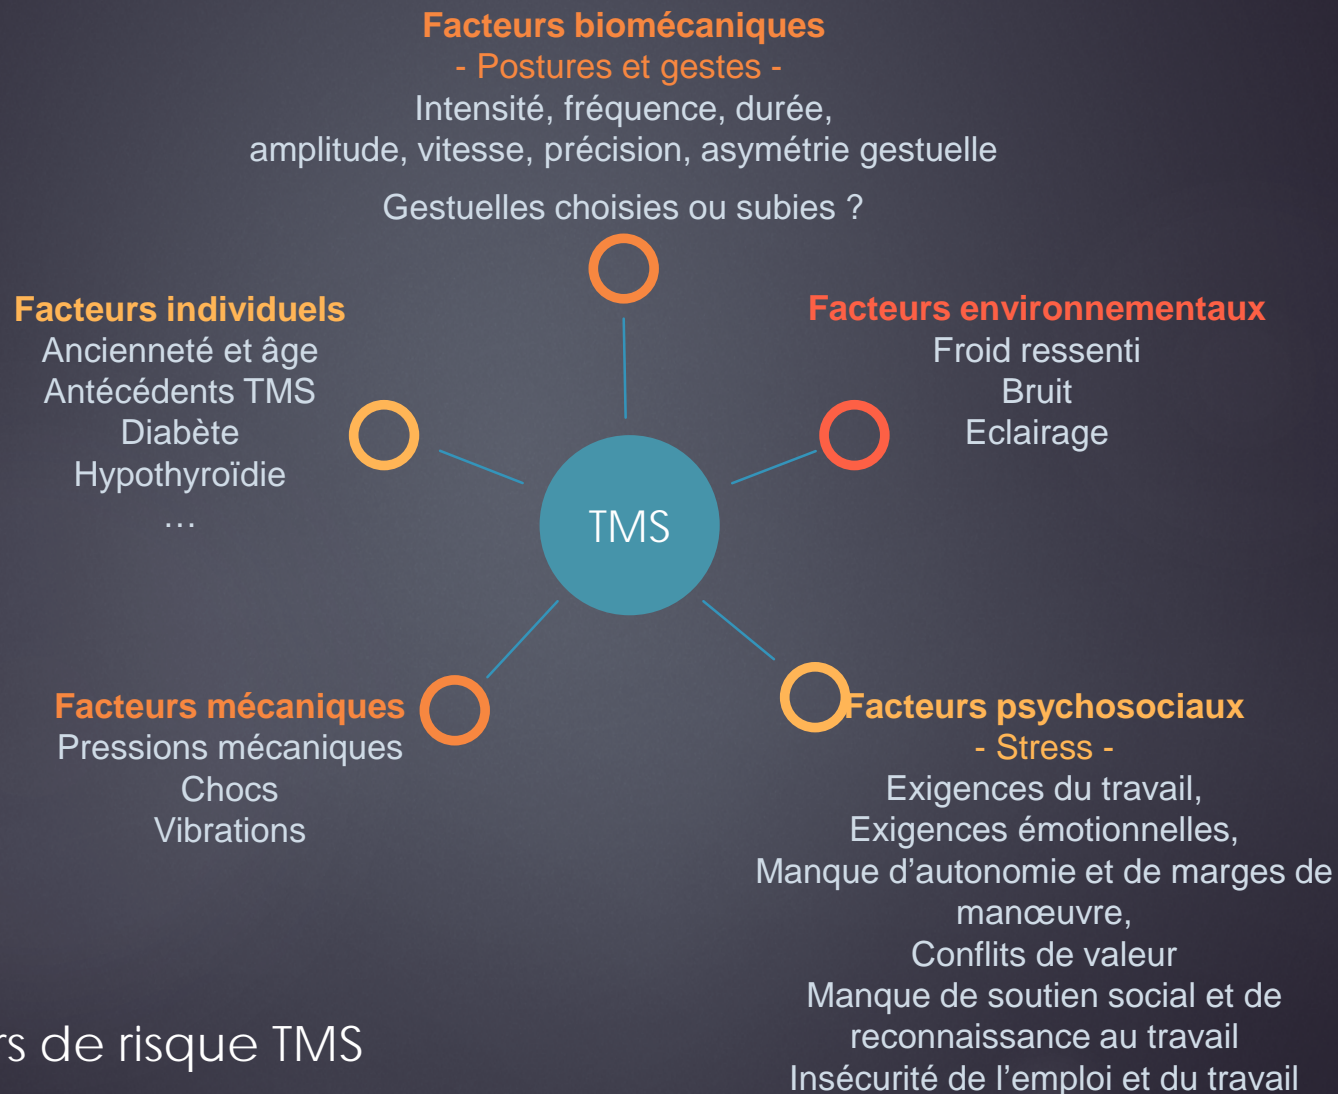 Facteurs biomécaniques
- Postures et gestes -
Intensité, fréquence, durée,
amplitude, vitesse, précision, asymétrie gestuelle
Gestuelles choisies ou subies ?
Facteurs individuels
Ancienneté et âge
Antécédents TMS
Diabète
Hypothyroïdie
…
Facteurs environnementaux
Froid ressenti
Bruit
Eclairage
TMS
Facteurs mécaniques
Pressions mécaniques
Chocs
Vibrations
Facteurs psychosociaux
- Stress -
Exigences du travail,
Exigences émotionnelles,
Manque d’autonomie et de marges de
manœuvre,
Conflits de valeur
Manque de soutien social et de
reconnaissance au travail
Insécurité de l’emploi et du travail
de risque TMS